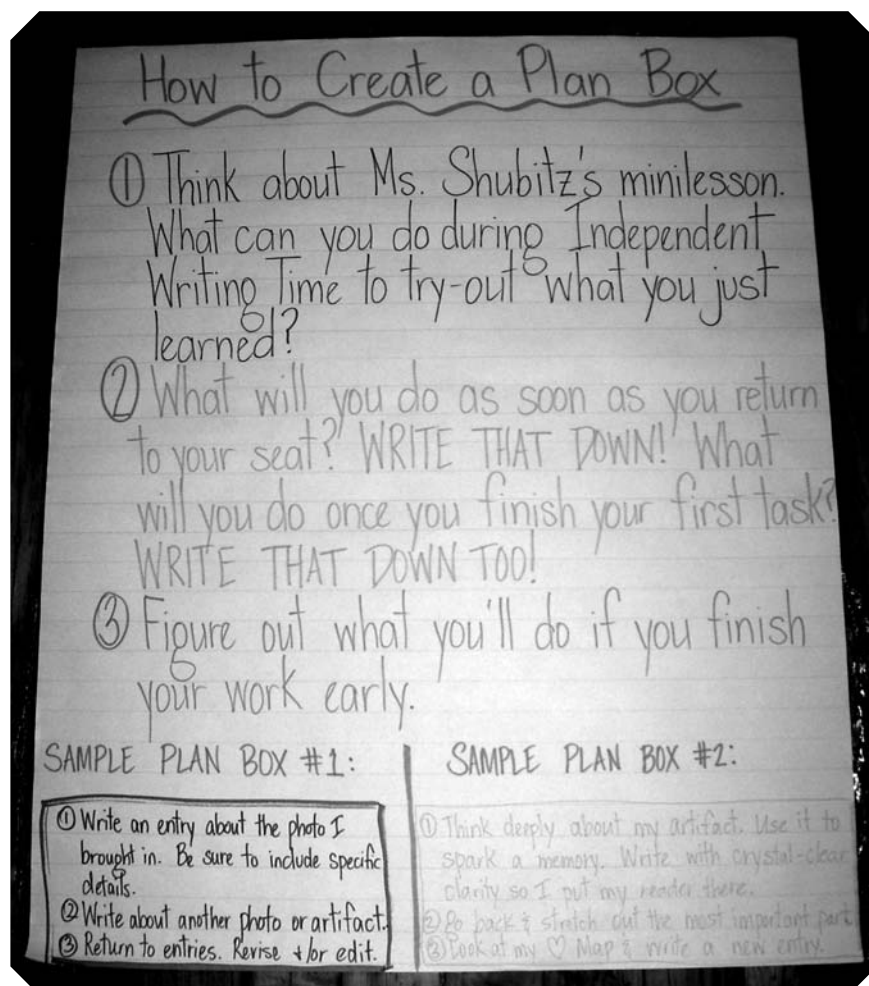 How to Create a Plan Box
① Think about Ms. Shubitz's minilesson.
What can you do during Independent
Writing Time to try-out what you just
learned?
② What will you do as soon as you return
to your seat? WRITE THAT DOWN! What
will you do once you finish your first task?
WRITE THAT DOWN TOO!
③ Figure out what you'll do if you finish
your work early.
SAMPLE PLAN BOX #1:
① Write an entry about the photo I
brought in. Be sure to include specific
details.
② Write about another photo or artifact.
③ Return to entries. Revise +/or edit.
SAMPLE PLAN BOX #2:
① Think deeply about my artifact. Use it to
spark a memory. Write with crystal-clear
clarity so I put my reader there.
② Go back & stretch out the most important part
③ Look at my ♡ Map & write a new entry.